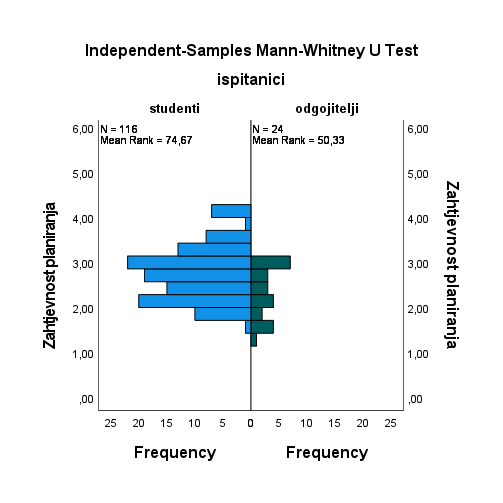 Independent-Samples Mann-Whitney U Test
ispitanici
studenti odgojitelji
N = 116 N = 24
Mean Rank = 74,67 Mean Rank = 50,33
6,00 6,00
5,00 5,00
4,00 4,00
3,00 3,00
2,00 2,00
1,00 1,00
,00 ,00
Zahtjevnost planiranja
Zahtjevnost planiranja
25 20 15 10 5 0 5 10 15 20 25
Frequency Frequency